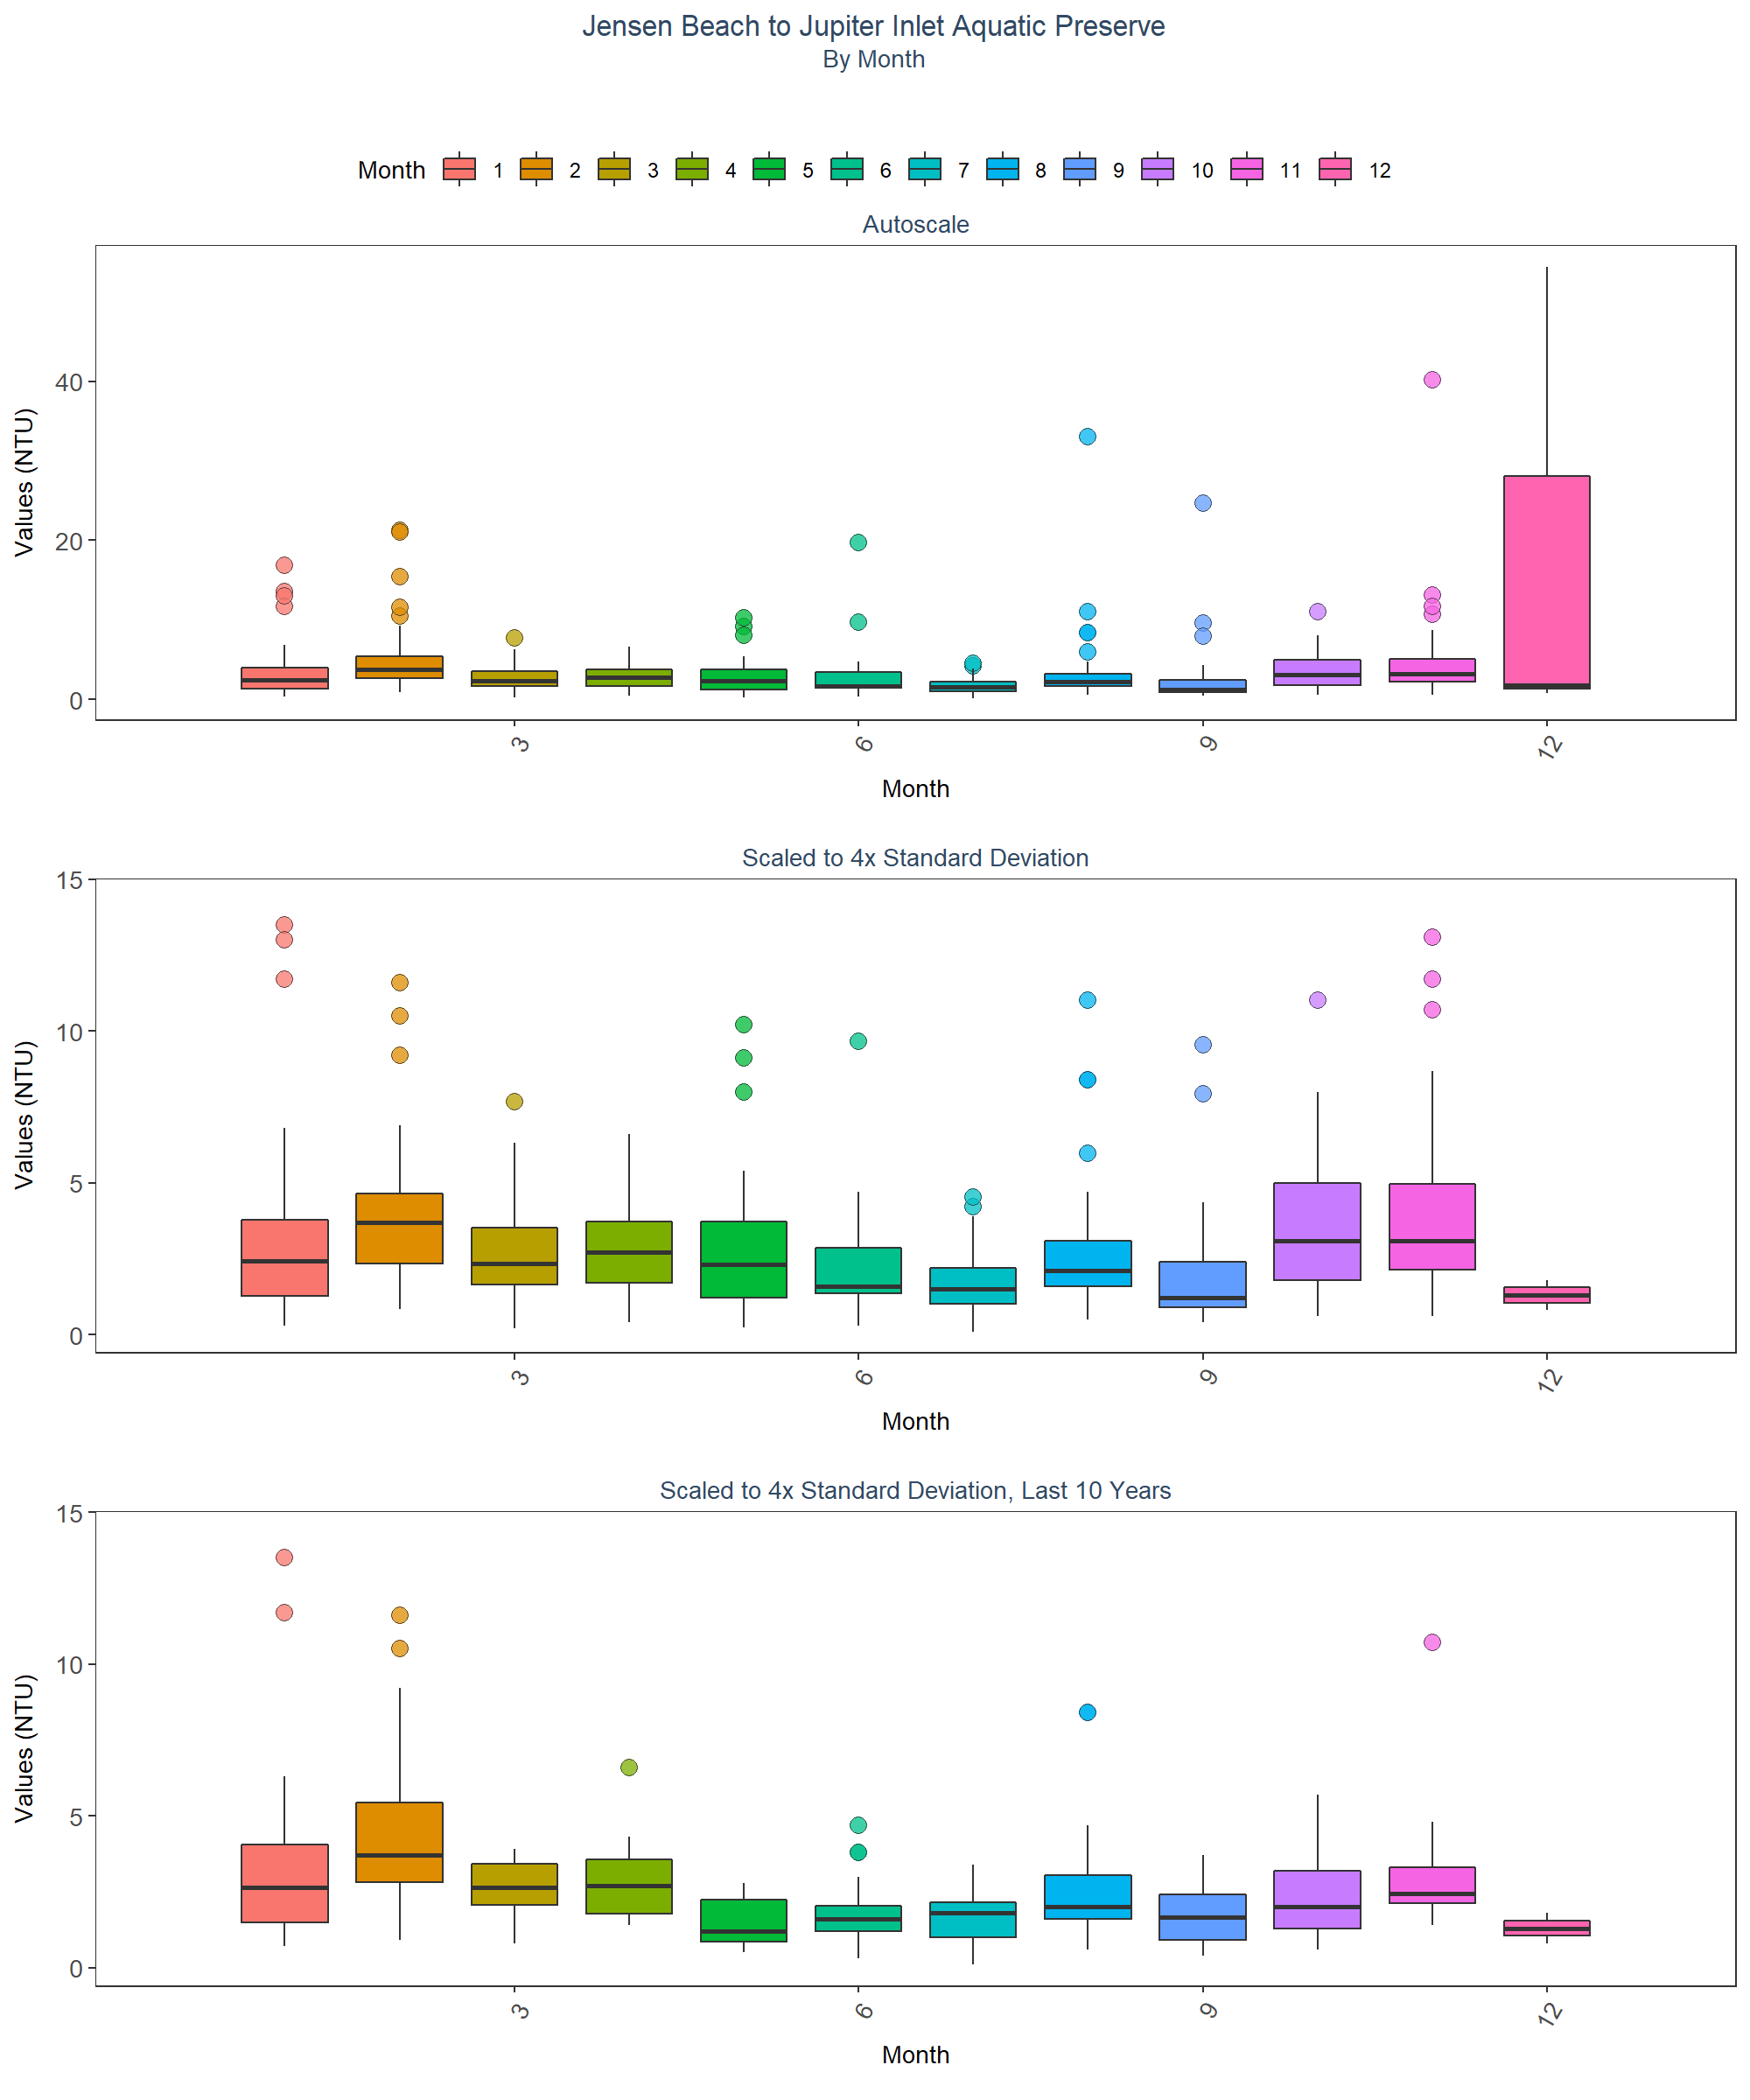 Jensen Beach to Jupiter Inlet Aquatic Preserve
By Month
Month 1 2 3 4 5 6 7 8 9 10 11 12
Autoscale
Values (NTU)
40
20
0
3 6 9 12
Month
Scaled to 4x Standard Deviation
Values (NTU)
15
10
5
0
3 6 9 12
Month
Scaled to 4x Standard Deviation, Last 10 Years
Values (NTU)
15
10
5
0
3 6 9 12
Month